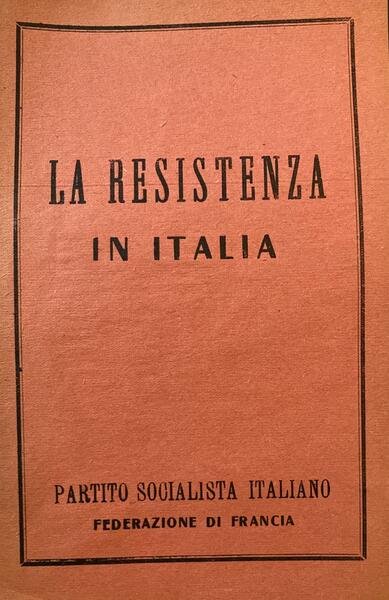 LA RESISTENZA
IN ITALIA
PARTITO SOCIALISTA ITALIANO
FEDERAZIONE DI FRANCIA